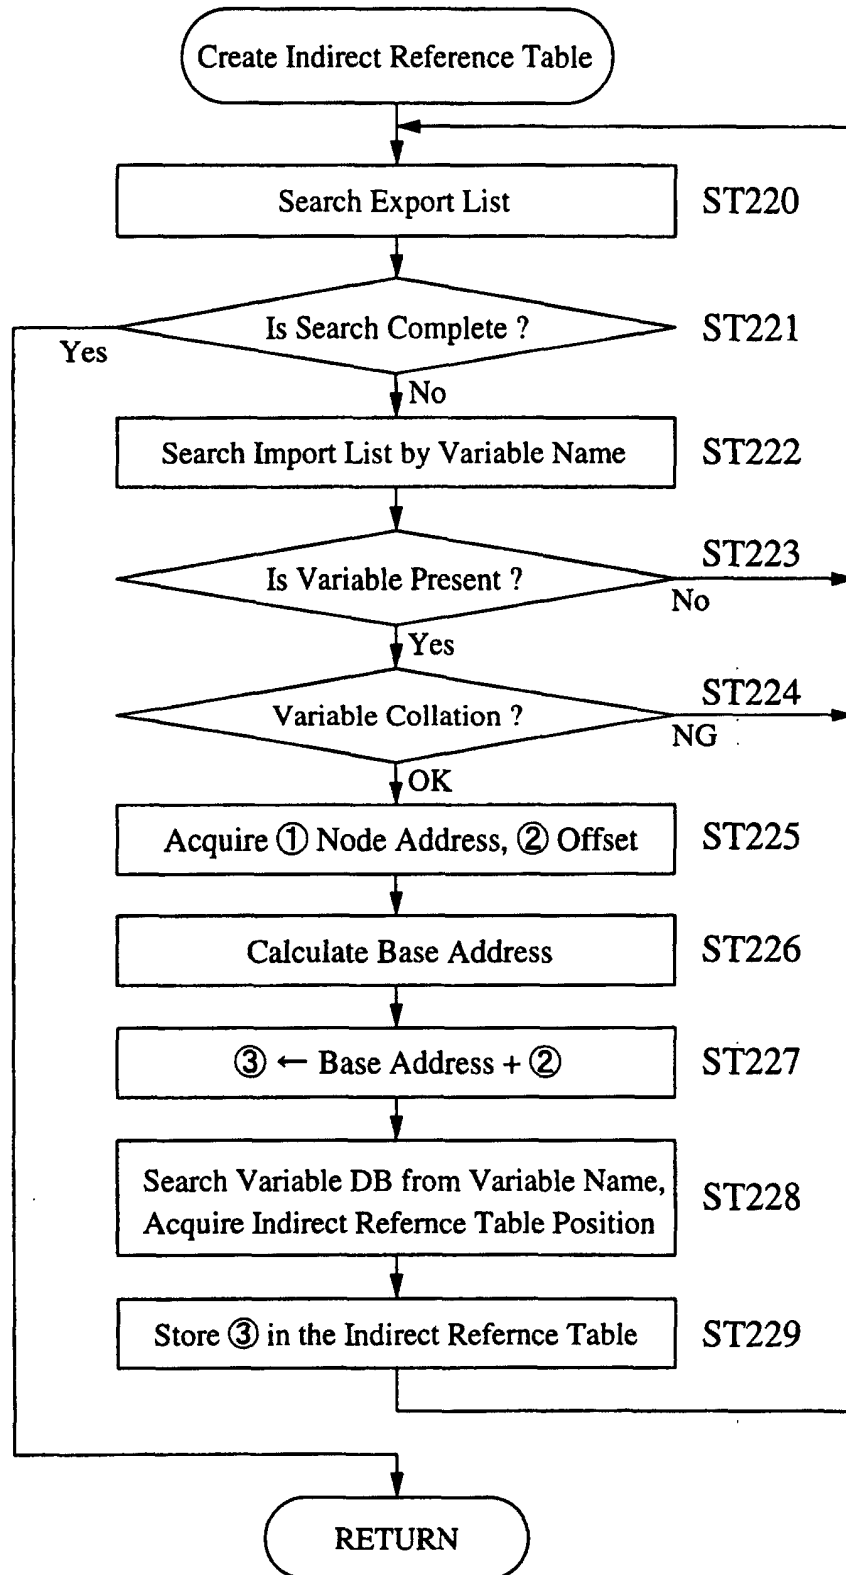 Create Indirect Reference Table
Search Export List
ST220
Is Search Complete ?
ST221
Yes
No
Search Import List by Variable Name
ST222
Is Variable Present ?
ST223
No
Yes
Variable Collation ?
ST224
NG
OK
Acquire ① Node Address, ② Offset
ST225
Calculate Base Address
ST226
③ ← Base Address + ②
ST227
Search Variable DB from Variable Name,
Acquire Indirect Refernce Table Position
ST228
Store ③ in the Indirect Refernce Table
ST229
RETURN